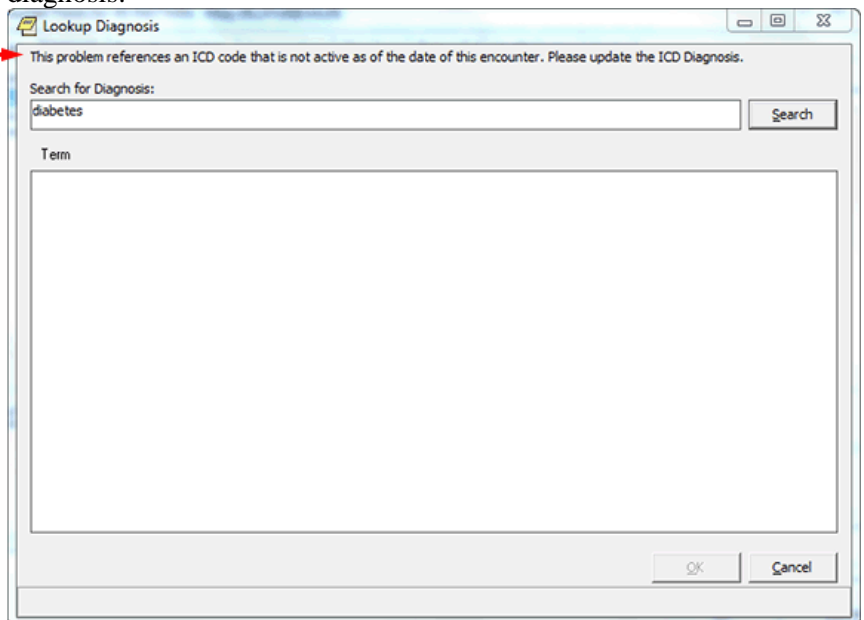 diagnosis.
Lookup Diagnosis
This problem references an ICD code that is not active as of the date of this encounter. Please update the ICD Diagnosis.
Search for Diagnosis:
diabetes
Search
Term
OK
Cancel